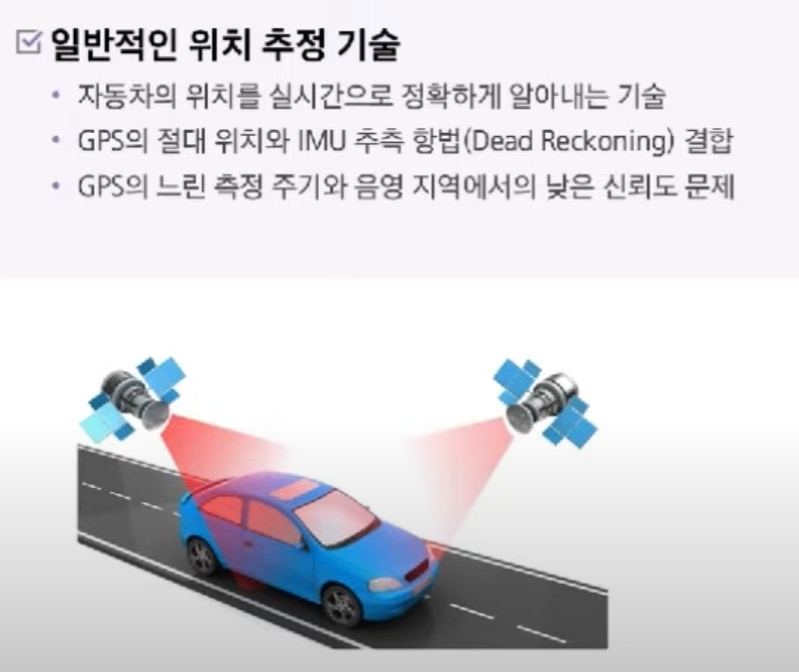 일반적인 위치 추정 기술
• 자동차의 위치를 실시간으로 정확하게 알아내는 기술
• GPS의 절대 위치와 IMU 추측 항법(Dead Reckoning) 결합
• GPS의 느린 측정 주기와 음영 지역에서의 낮은 신뢰도 문제